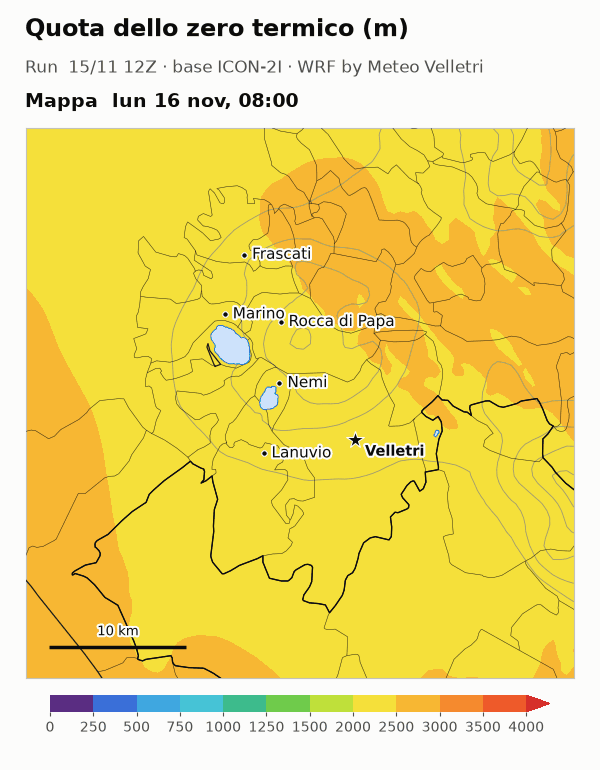 Quota dello zero termico (m)
Run  15/11 12Z · base ICON-2I · WRF by Meteo Velletri
Mappa  lun 16 nov, 08:00
Frascati
Marino
Rocca di Papa
Nemi
Lanuvio
Velletri
10 km
0 250 500 750 1000 1250 1500 2000 2500 3000 3500 4000